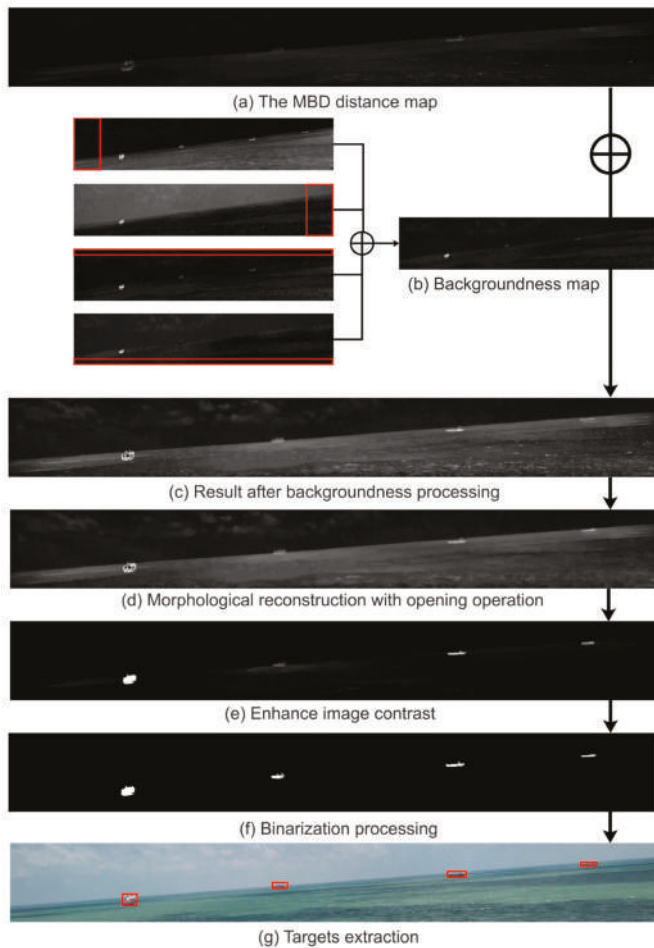 (a) The MBD distance map
(b) Backgroundness map
(c) Result after backgroundness processing
(d) Morphological reconstruction with opening operation
(e) Enhance image contrast
(f) Binarization processing
(g) Targets extraction